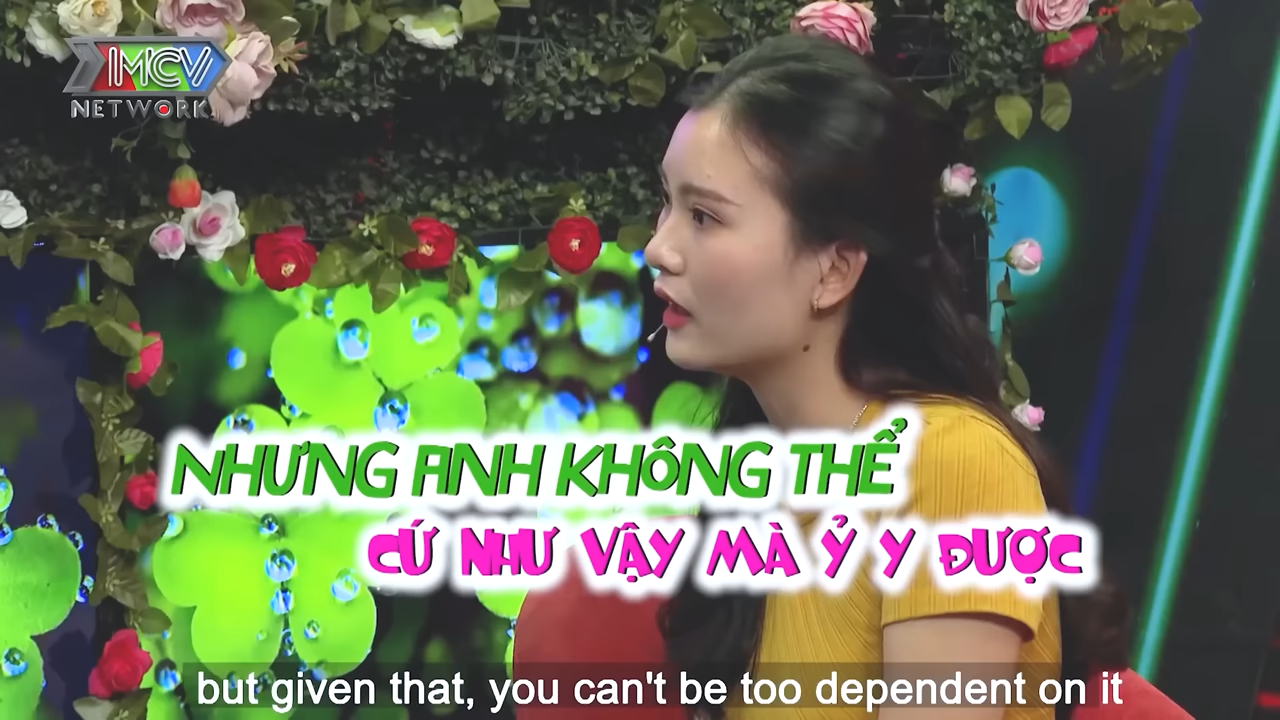 MCV
NETWORK
NHƯNG ANH KHÔNG THỂ
CỨ NHƯ VẬY MÀ Ỷ Y ĐƯỢC
but given that, you can't be too dependent on it